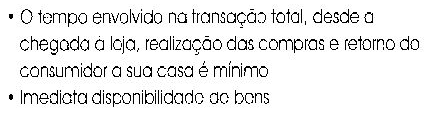 • O tempo envolvido na transação total, desde a
chegada à loja, realização das compras e retorno do
consumidor a sua casa é mínimo
• Imediata disponibilidade de bens